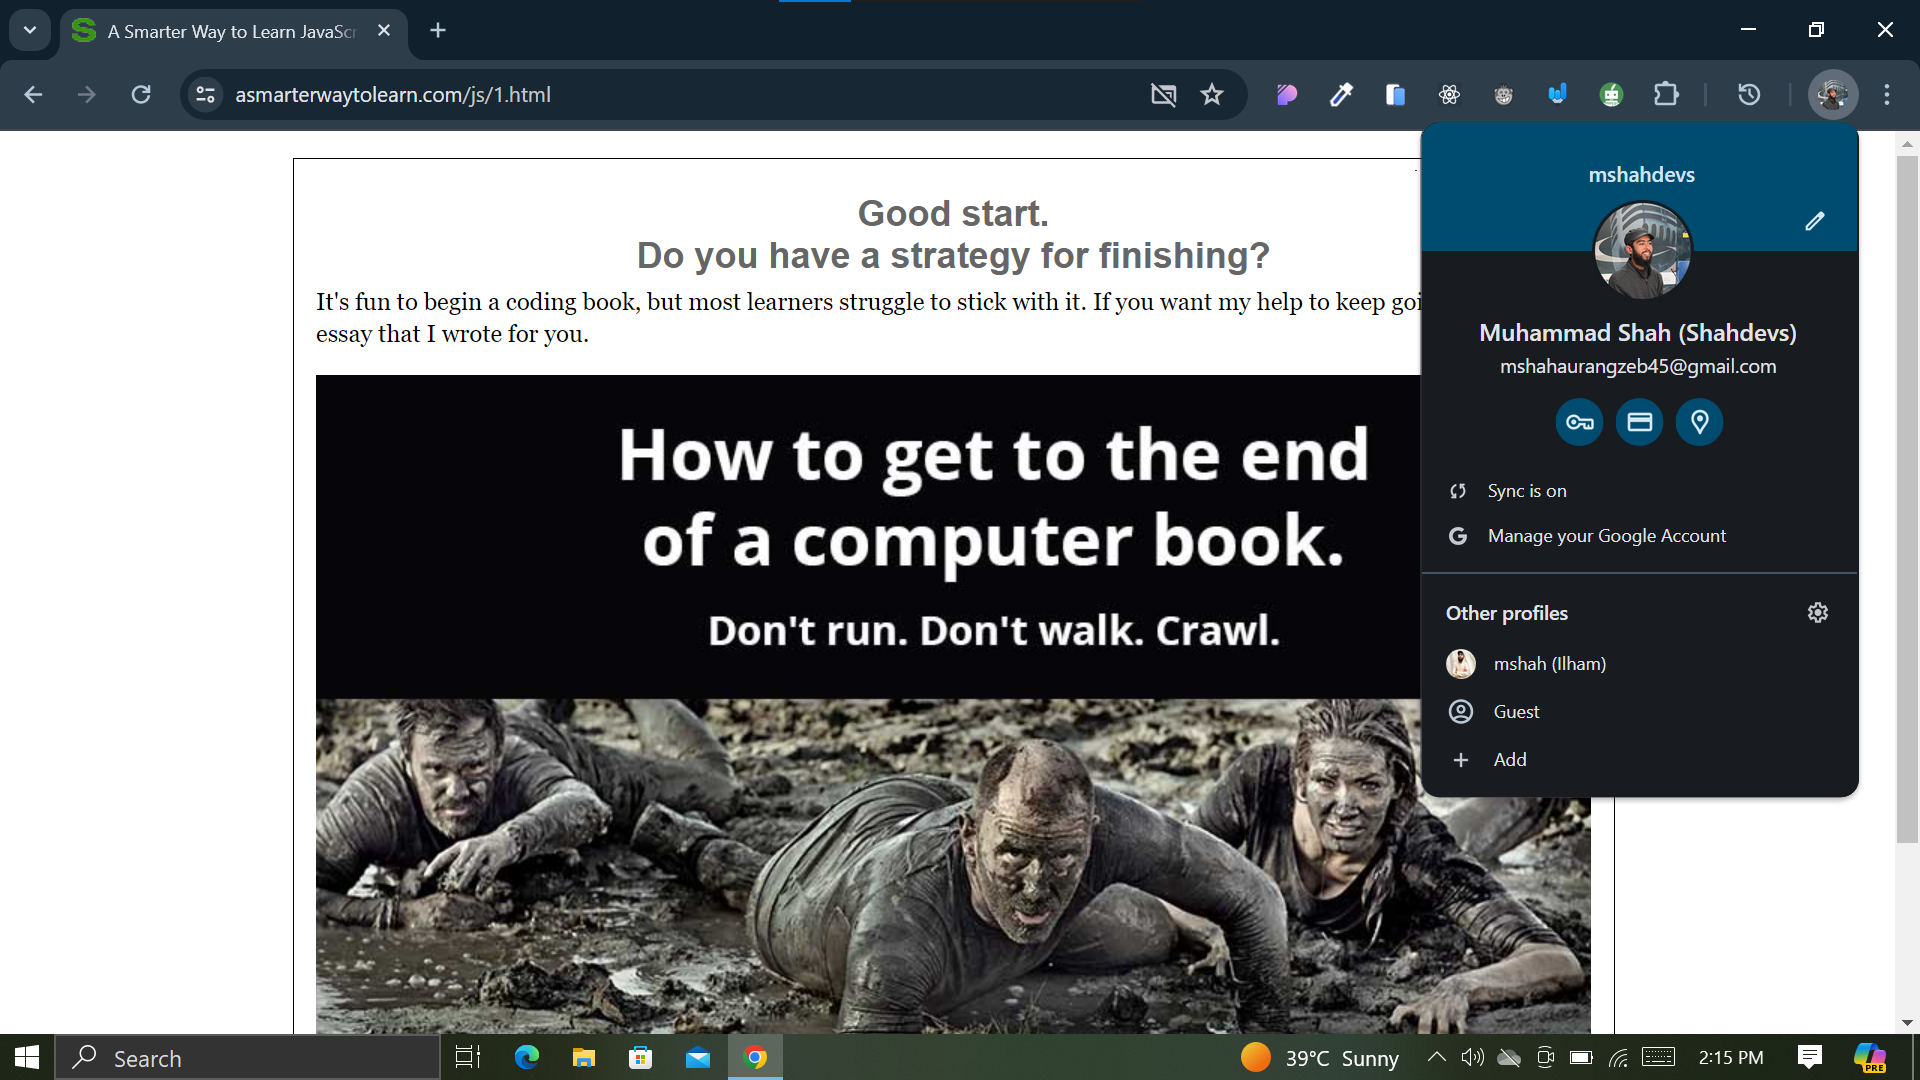 A Smarter Way to Learn JavaScr
asmarterwaytolearn.com/js/1.html
Good start.
Do you have a strategy for finishing?
It's fun to begin a coding book, but most learners struggle to stick with it. If you want my help to keep goi
essay that I wrote for you.
How to get to the end
of a computer book.
Don't run. Don't walk. Crawl.
mshahdevs
Muhammad Shah (Shahdevs)
mshahaurangzeb45@gmail.com
Sync is on
Manage your Google Account
Other profiles
mshah (Ilham)
Guest
Add
Search
39°C Sunny
2:15 PM
PRE